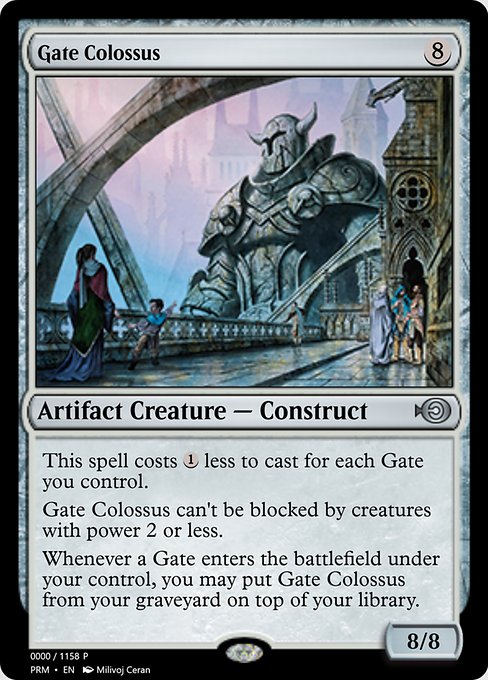 Gate Colossus 8
Artifact Creature — Construct
This spell costs 1 less to cast for each Gate
you control.
Gate Colossus can't be blocked by creatures
with power 2 or less.
Whenever a Gate enters the battlefield under
your control, you may put Gate Colossus
from your graveyard on top of your library.
8/8
0000 / 1158 P
PRM • EN Milivoj Ceran